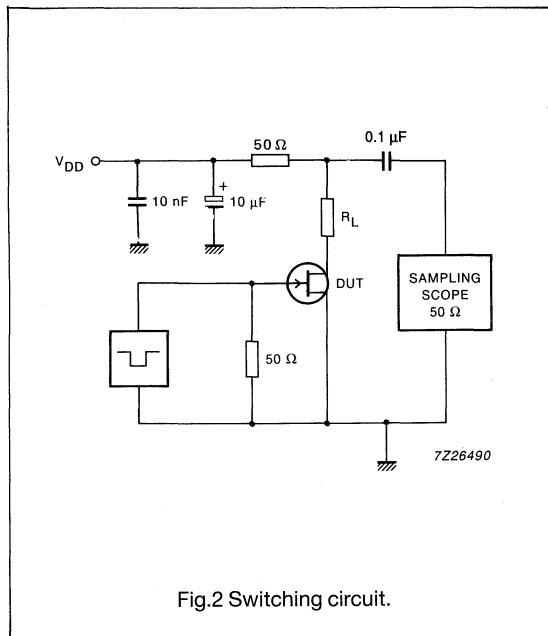 50 Ω
0.1 µF
V_DD
10 nF
+
10 µF
R_L
DUT
SAMPLING
SCOPE
50 Ω
50 Ω
7Z26490
Fig.2 Switching circuit.